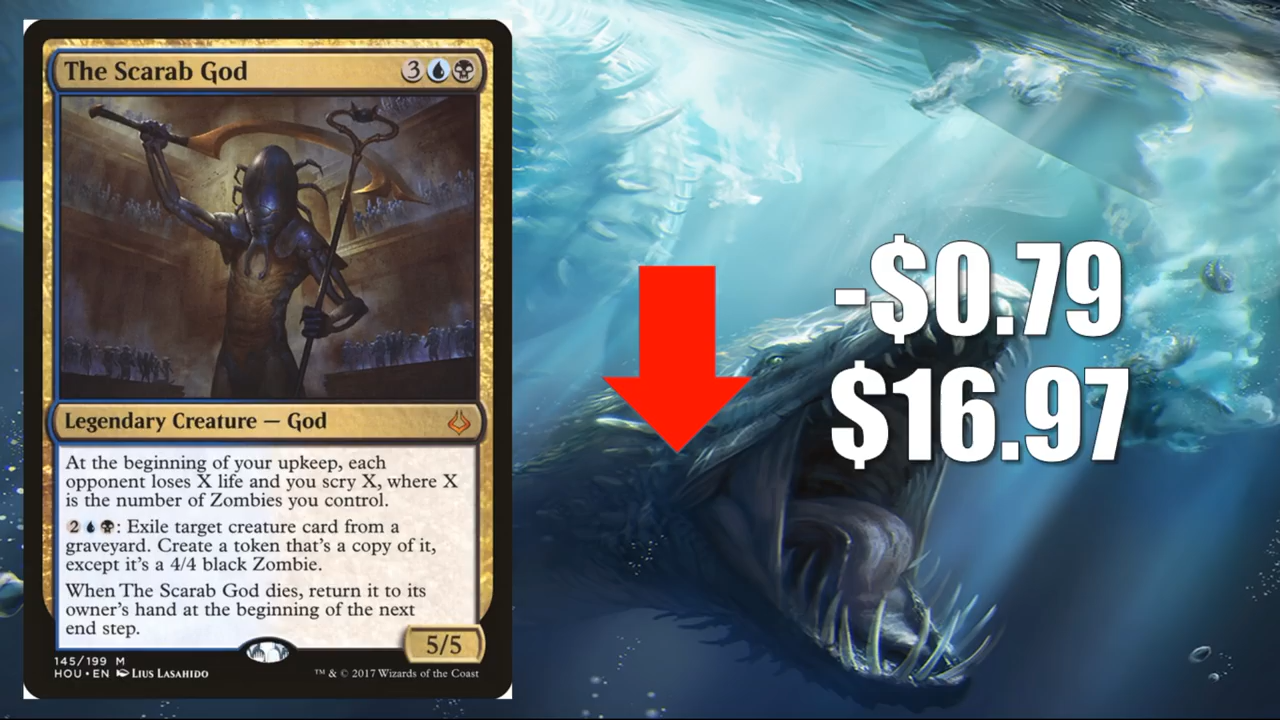 The Scarab God 3
Legendary Creature — God
At the beginning of your upkeep, each
opponent loses X life and you scry X, where X
is the number of Zombies you control.
2 : Exile target creature card from a
graveyard. Create a token that's a copy of it,
except it's a 4/4 black Zombie.
When The Scarab God dies, return it to its
owner's hand at the beginning of the next
end step.
5/5
145/199 M
HOU • EN LIUS LASAHIDO
™ & © 2017 Wizards of the Coast
-$0.79
$16.97